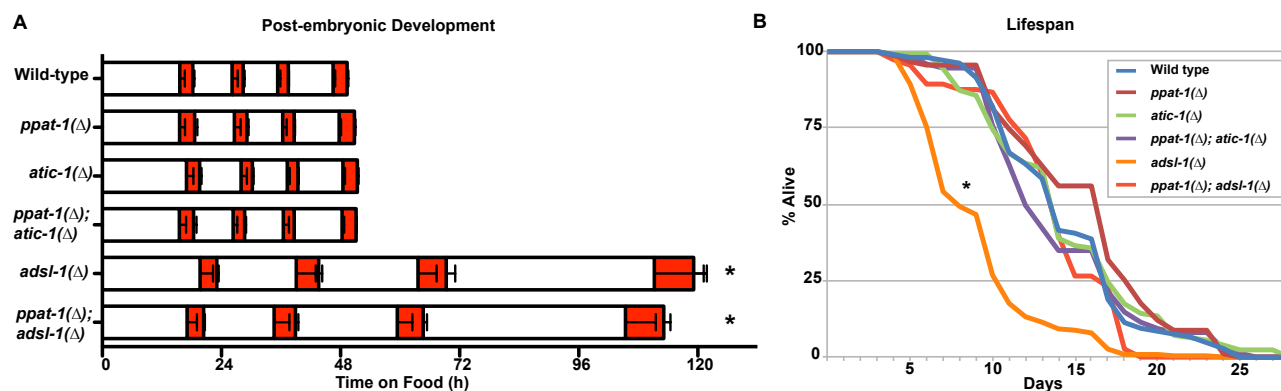 A
Post-embryonic Development
Wild-type
ppat-1(Δ)
atic-1(Δ)
ppat-1(Δ);
atic-1(Δ)
adsl-1(Δ)
*
ppat-1(Δ);
adsl-1(Δ)
*
0
24
48
72
96
120
Time on Food (h)
B
Lifespan
100
75
50
25
0
% Alive
Wild type
ppat-1(Δ)
atic-1(Δ)
ppat-1(Δ); atic-1(Δ)
adsl-1(Δ)
ppat-1(Δ); adsl-1(Δ)
*
5
10
15
20
25
Days